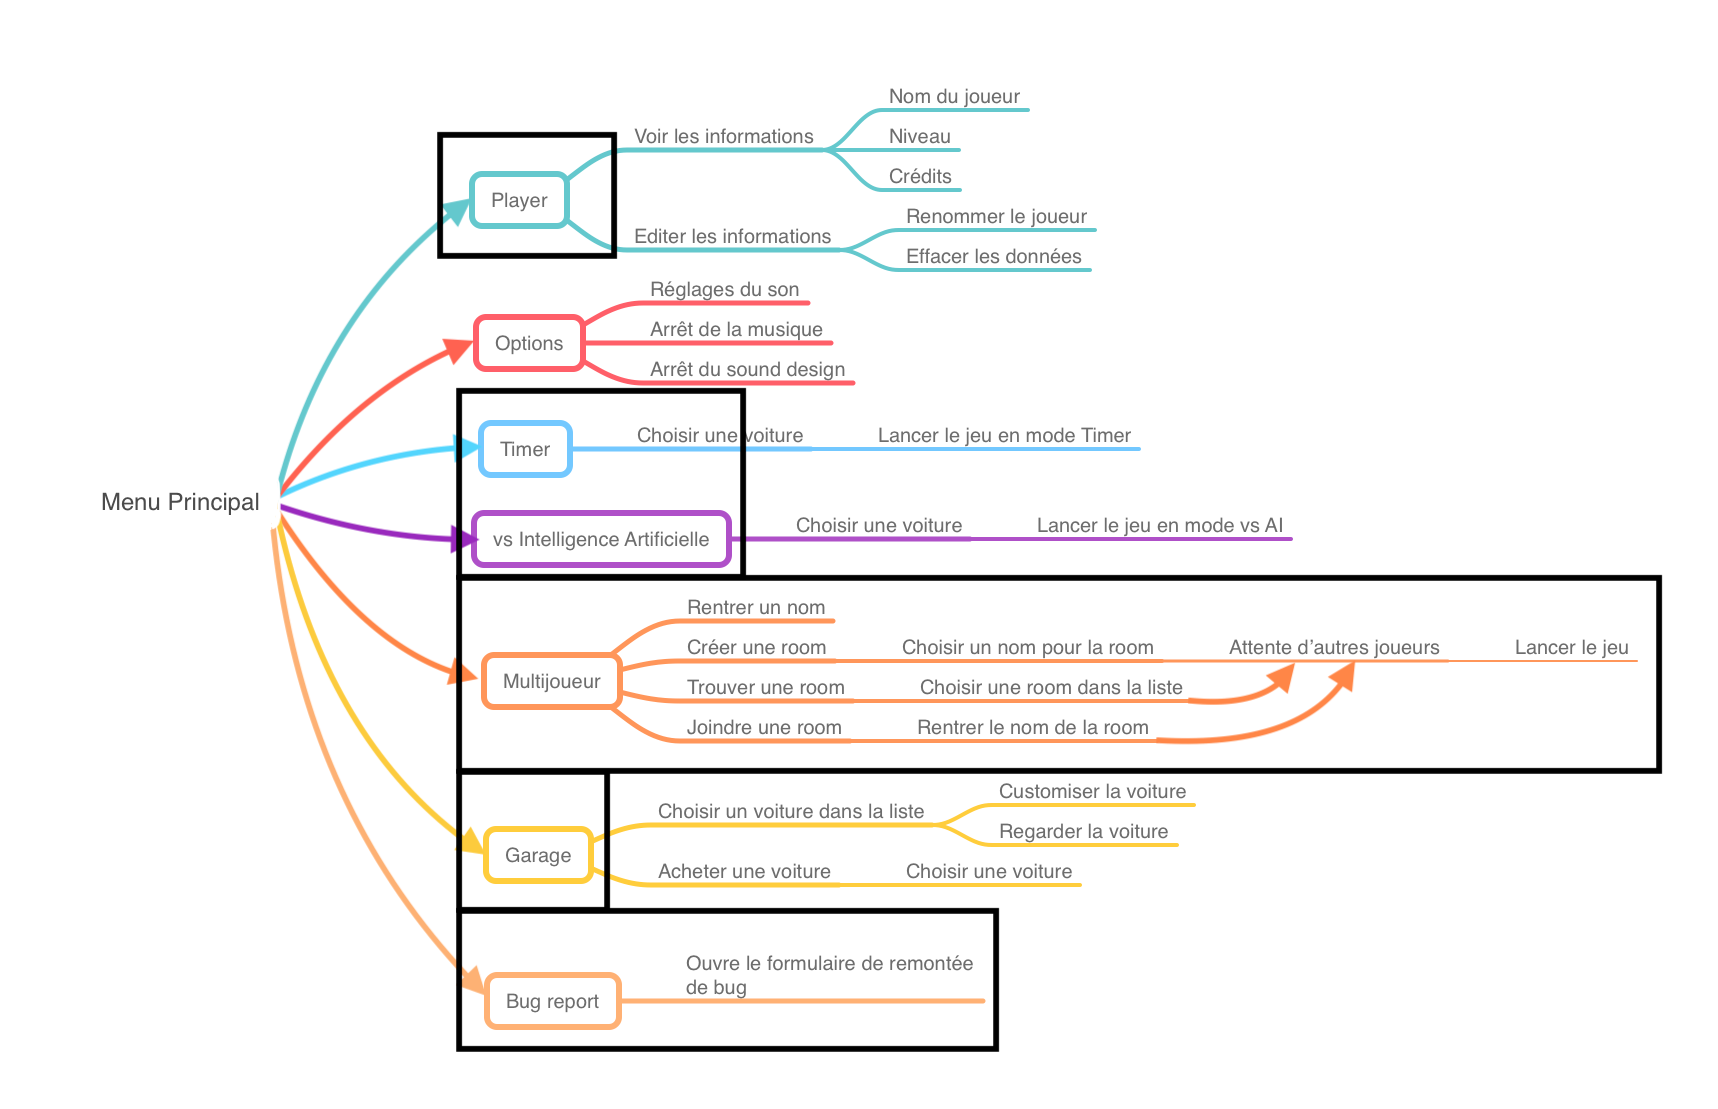 Menu Principal
Player
Voir les informations
Nom du joueur
Niveau
Crédits
Editer les informations
Renommer le joueur
Effacer les données
Options
Réglages du son
Arrêt de la musique
Arrêt du sound design
Timer
Choisir une voiture
Lancer le jeu en mode Timer
vs Intelligence Artificielle
Choisir une voiture
Lancer le jeu en mode vs AI
Multijoueur
Rentrer un nom
Créer une room
Choisir un nom pour la room
Attente d’autres joueurs
Lancer le jeu
Trouver une room
Choisir une room dans la liste
Joindre une room
Rentrer le nom de la room
Garage
Choisir un voiture dans la liste
Customiser la voiture
Regarder la voiture
Acheter une voiture
Choisir une voiture
Bug report
Ouvre le formulaire de remontée
de bug